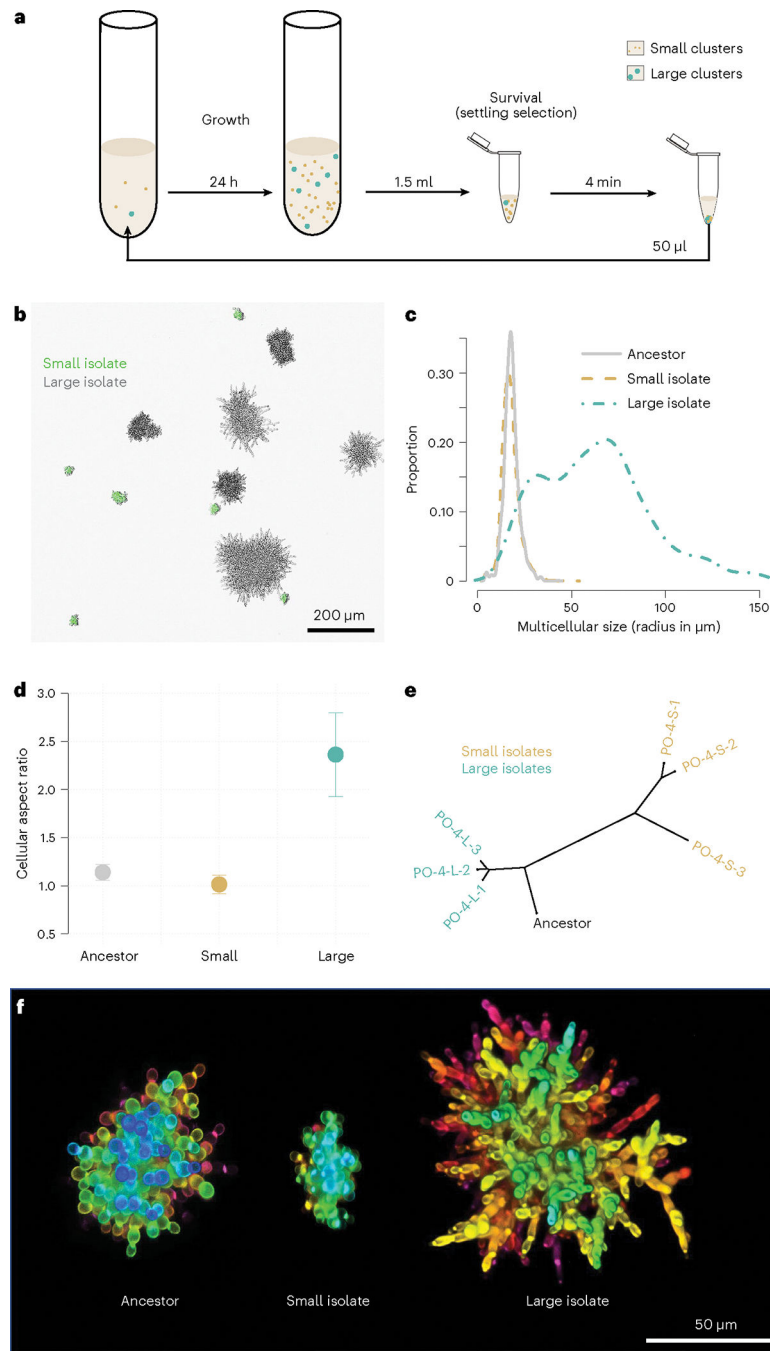 a
Small clusters
Large clusters
Survival
(settling selection)
Growth
24 h
1.5 ml
4 min
50 µl
b
Small isolate
Large isolate
200 µm
c
Ancestor
Small isolate
Large isolate
Proportion
0.30
0.20
0.10
0
0
50
100
150
Multicellular size (radius in µm)
d
Cellular aspect ratio
3.0
2.5
2.0
1.5
1.0
0.5
Ancestor
Small
Large
e
Small isolates
Large isolates
PO-4-S-1
PO-4-S-2
PO-4-S-3
PO-4-L-3
PO-4-L-2
PO-4-L-1
Ancestor
f
Ancestor
Small isolate
Large isolate
50 µm